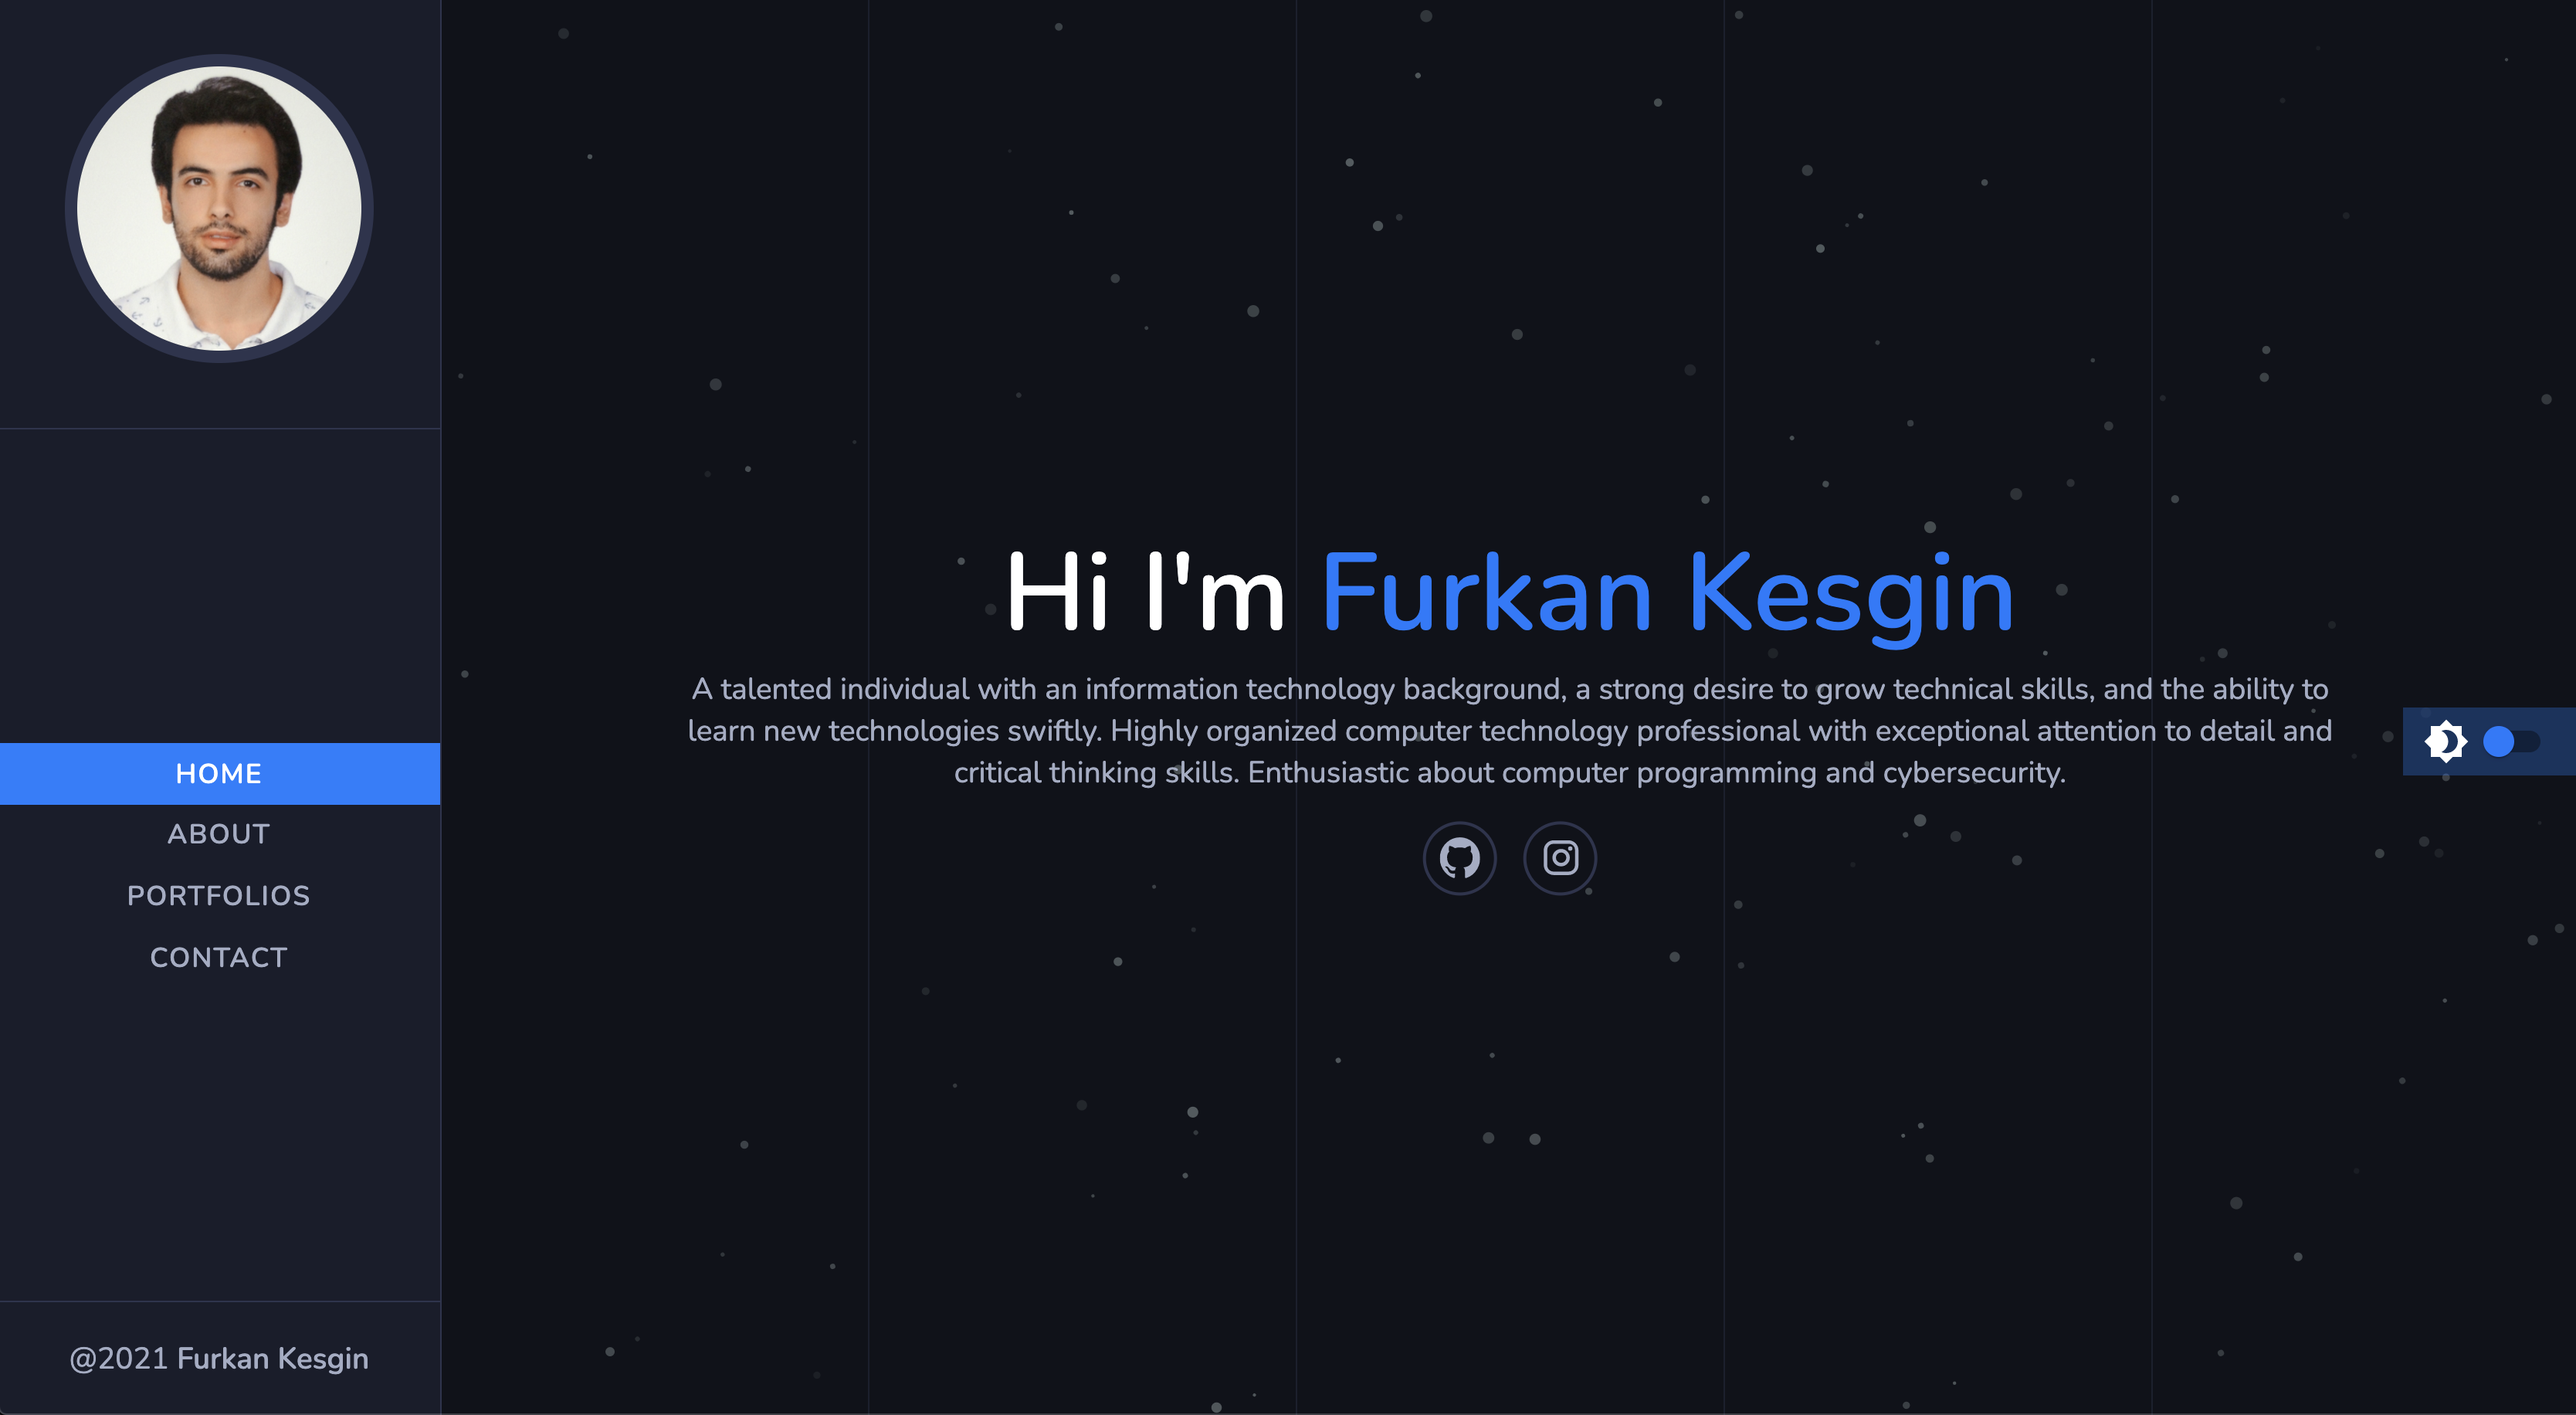 HOME
ABOUT
PORTFOLIOS
CONTACT
@2021 Furkan Kesgin
Hi I'm Furkan Kesgin
A talented individual with an information technology background, a strong desire to grow technical skills, and the ability to
learn new technologies swiftly. Highly organized computer technology professional with exceptional attention to detail and
critical thinking skills. Enthusiastic about computer programming and cybersecurity.